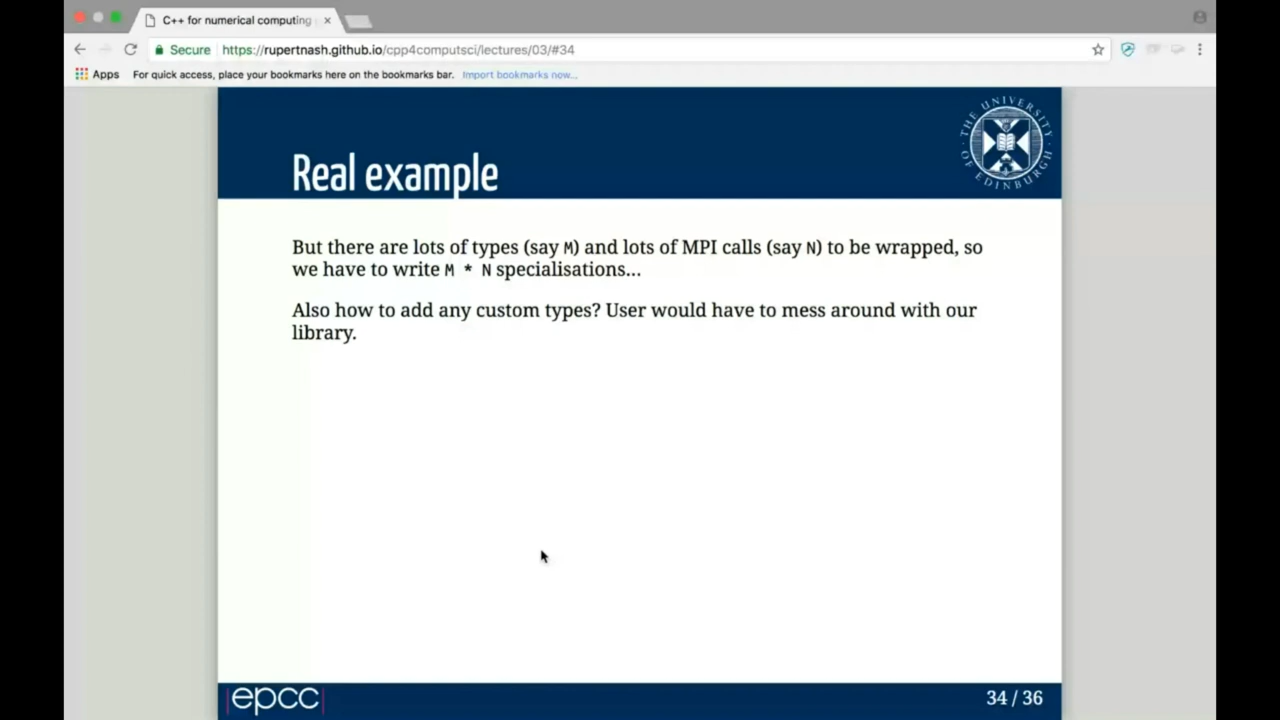 C++ for numerical computing
Secure https://rupertnash.github.io/cpp4computsci/lectures/03/#34
Apps For quick access, place your bookmarks here on the bookmarks bar. Import bookmarks now...
THE UNIVERSITY OF EDINBURGH
Real example
But there are lots of types (say M) and lots of MPI calls (say N) to be wrapped, so
we have to write M * N specialisations...
Also how to add any custom types? User would have to mess around with our
library.
epcc
34 / 36